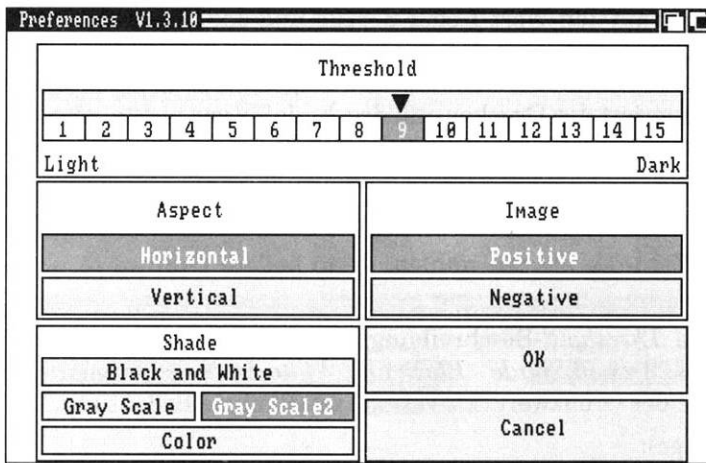 Preferences V1.3.10
Threshold
1 2 3 4 5 6 7 8 9 10 11 12 13 14 15
Light Dark
Aspect
Horizontal
Vertical
Image
Positive
Negative
Shade
Black and White
Gray Scale Gray Scale2
Color
OK
Cancel